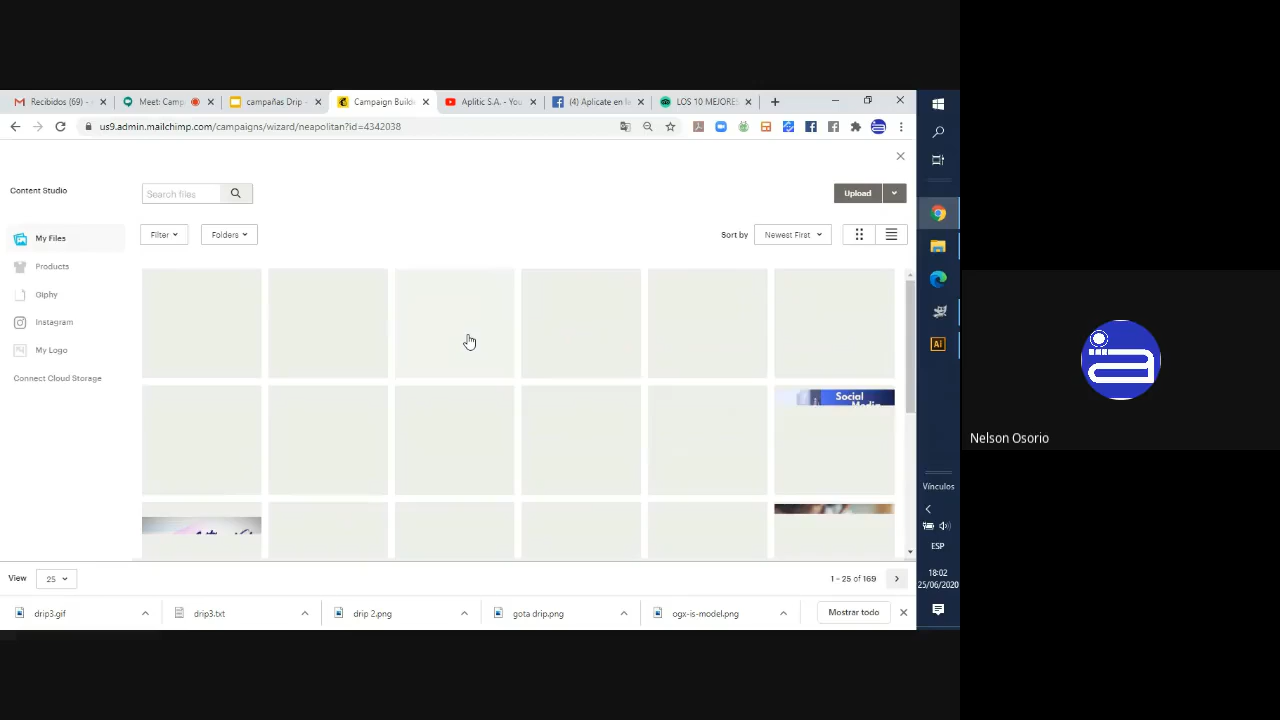 Recibidos (69) -
Meet: Camp
campañas Drip -
Campaign Builde
Aplitic S.A. - You
(4) Aplicate en la
LOS 10 MEJORES
us9.admin.mailchimp.com/campaigns/wizard/neapolitan?id=4342038
Content Studio
Search files
Upload
My Files
Filter
Folders
Sort by
Newest First
Products
Giphy
Instagram
My Logo
Connect Cloud Storage
Social
Media
View
25
1 - 25 of 169
drip3.gif
drip3.txt
drip 2.png
gota drip.png
ogx-is-model.png
Mostrar todo
Ai
Vínculos
ESP
18:02
25/06/2020
Nelson Osorio